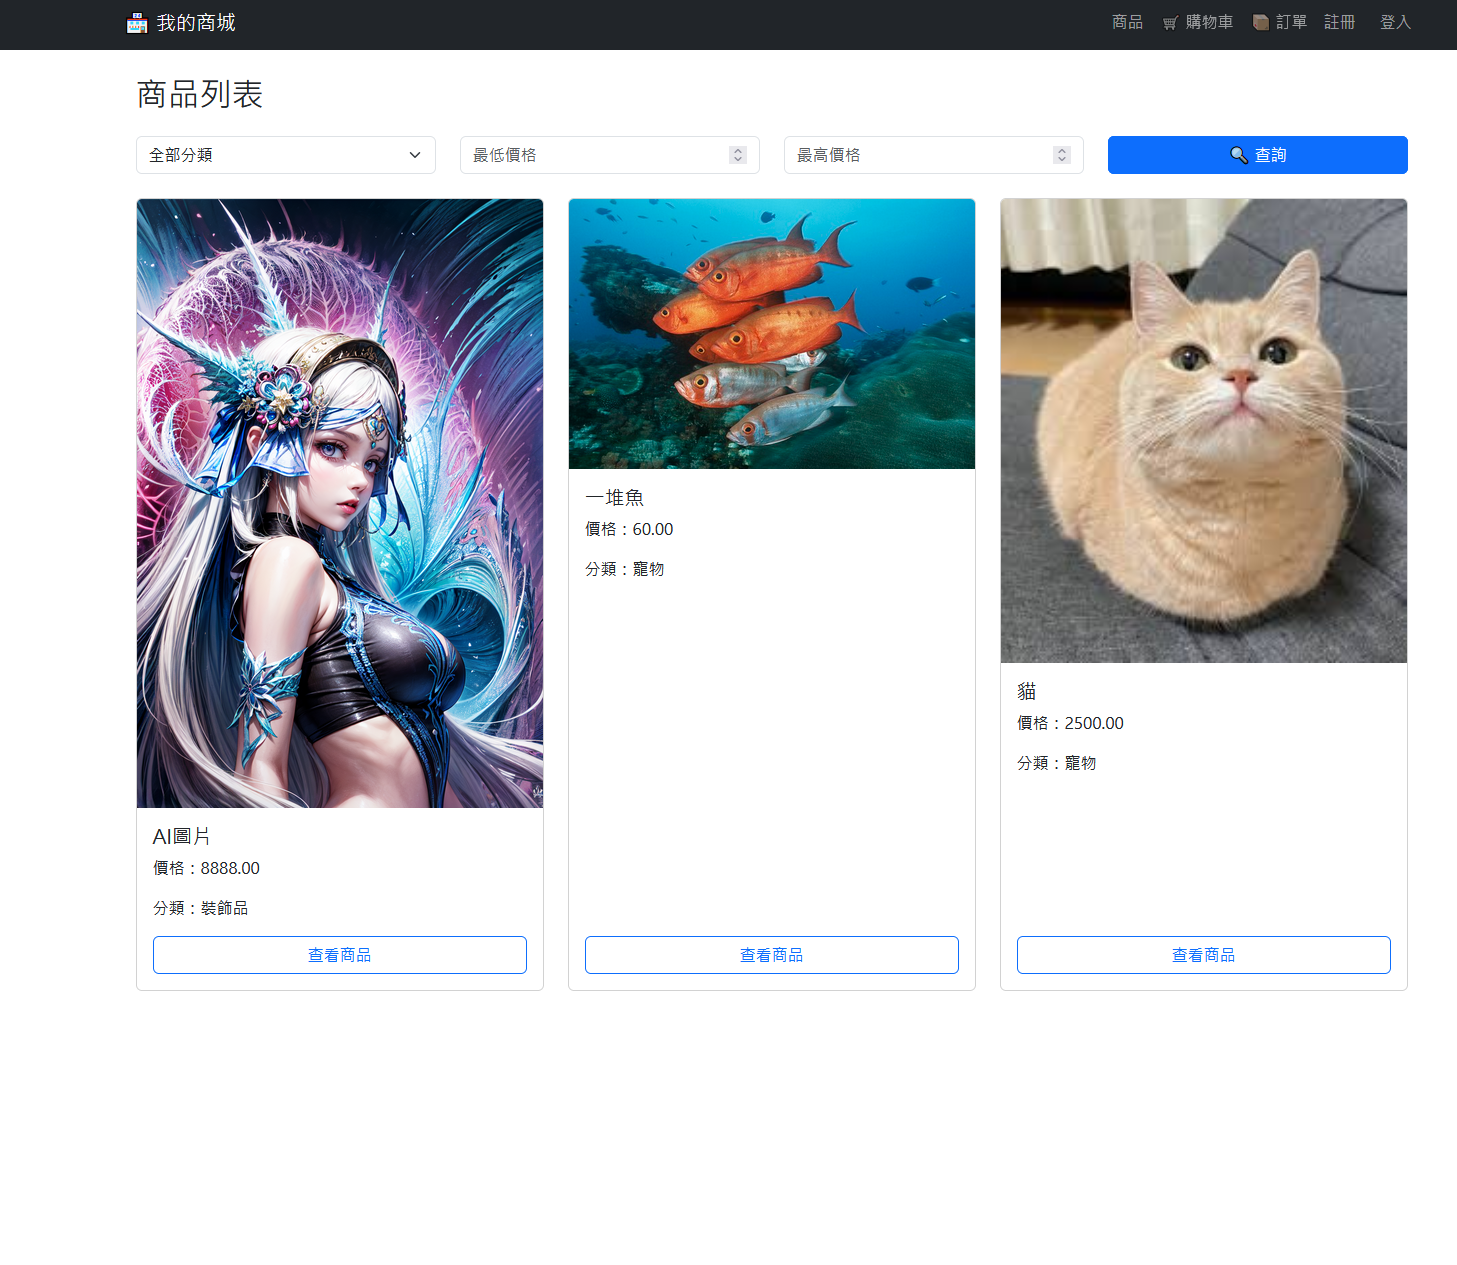 我的商城
商品 購物車 訂單 註冊 登入
商品列表
全部分類 最低價格 最高價格 查詢
AI圖片
價格：8888.00
分類：裝飾品
查看商品
一堆魚
價格：60.00
分類：寵物
查看商品
貓
價格：2500.00
分類：寵物
查看商品